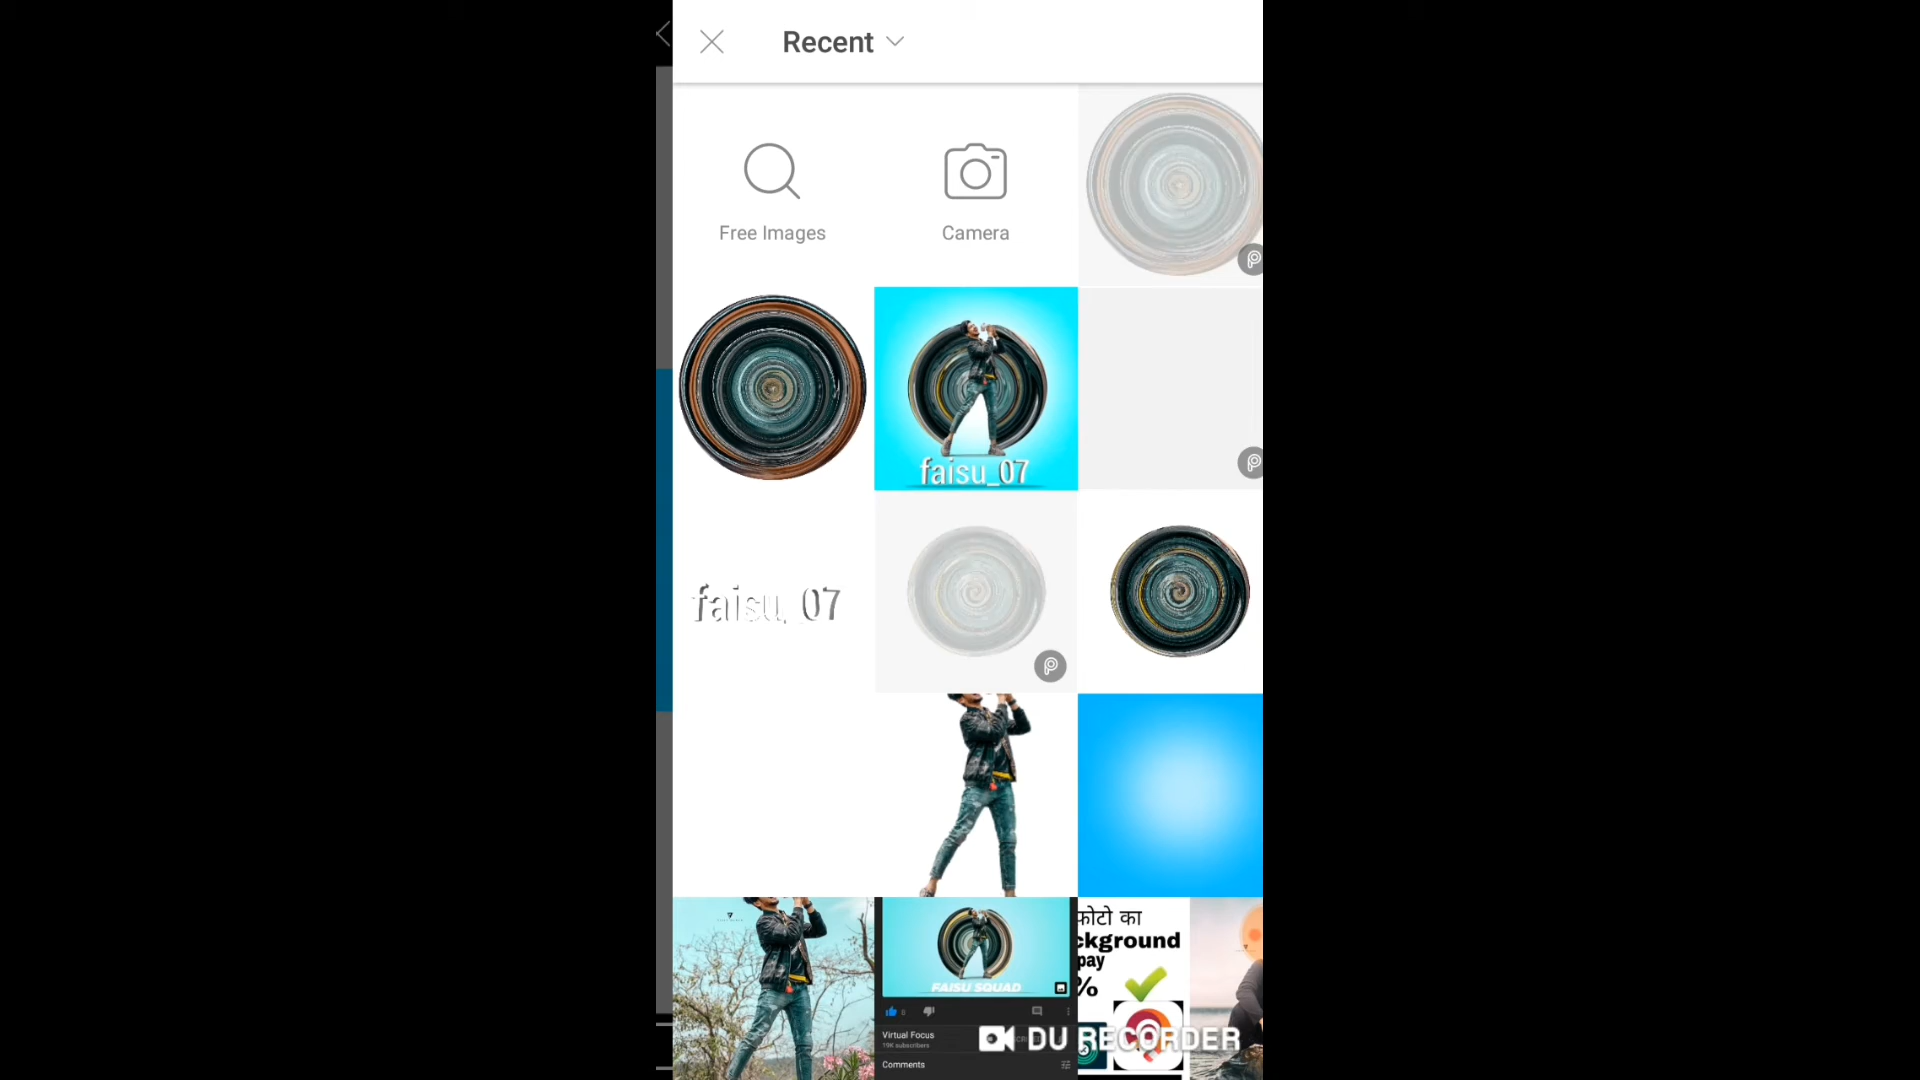 Recent
Free Images
Camera
faisu_07
faisu_07
FAISU SQUAD
फोटो का
ckground
pay
%
Virtual Focus
19K subscribers
Comments
DU RECORDER